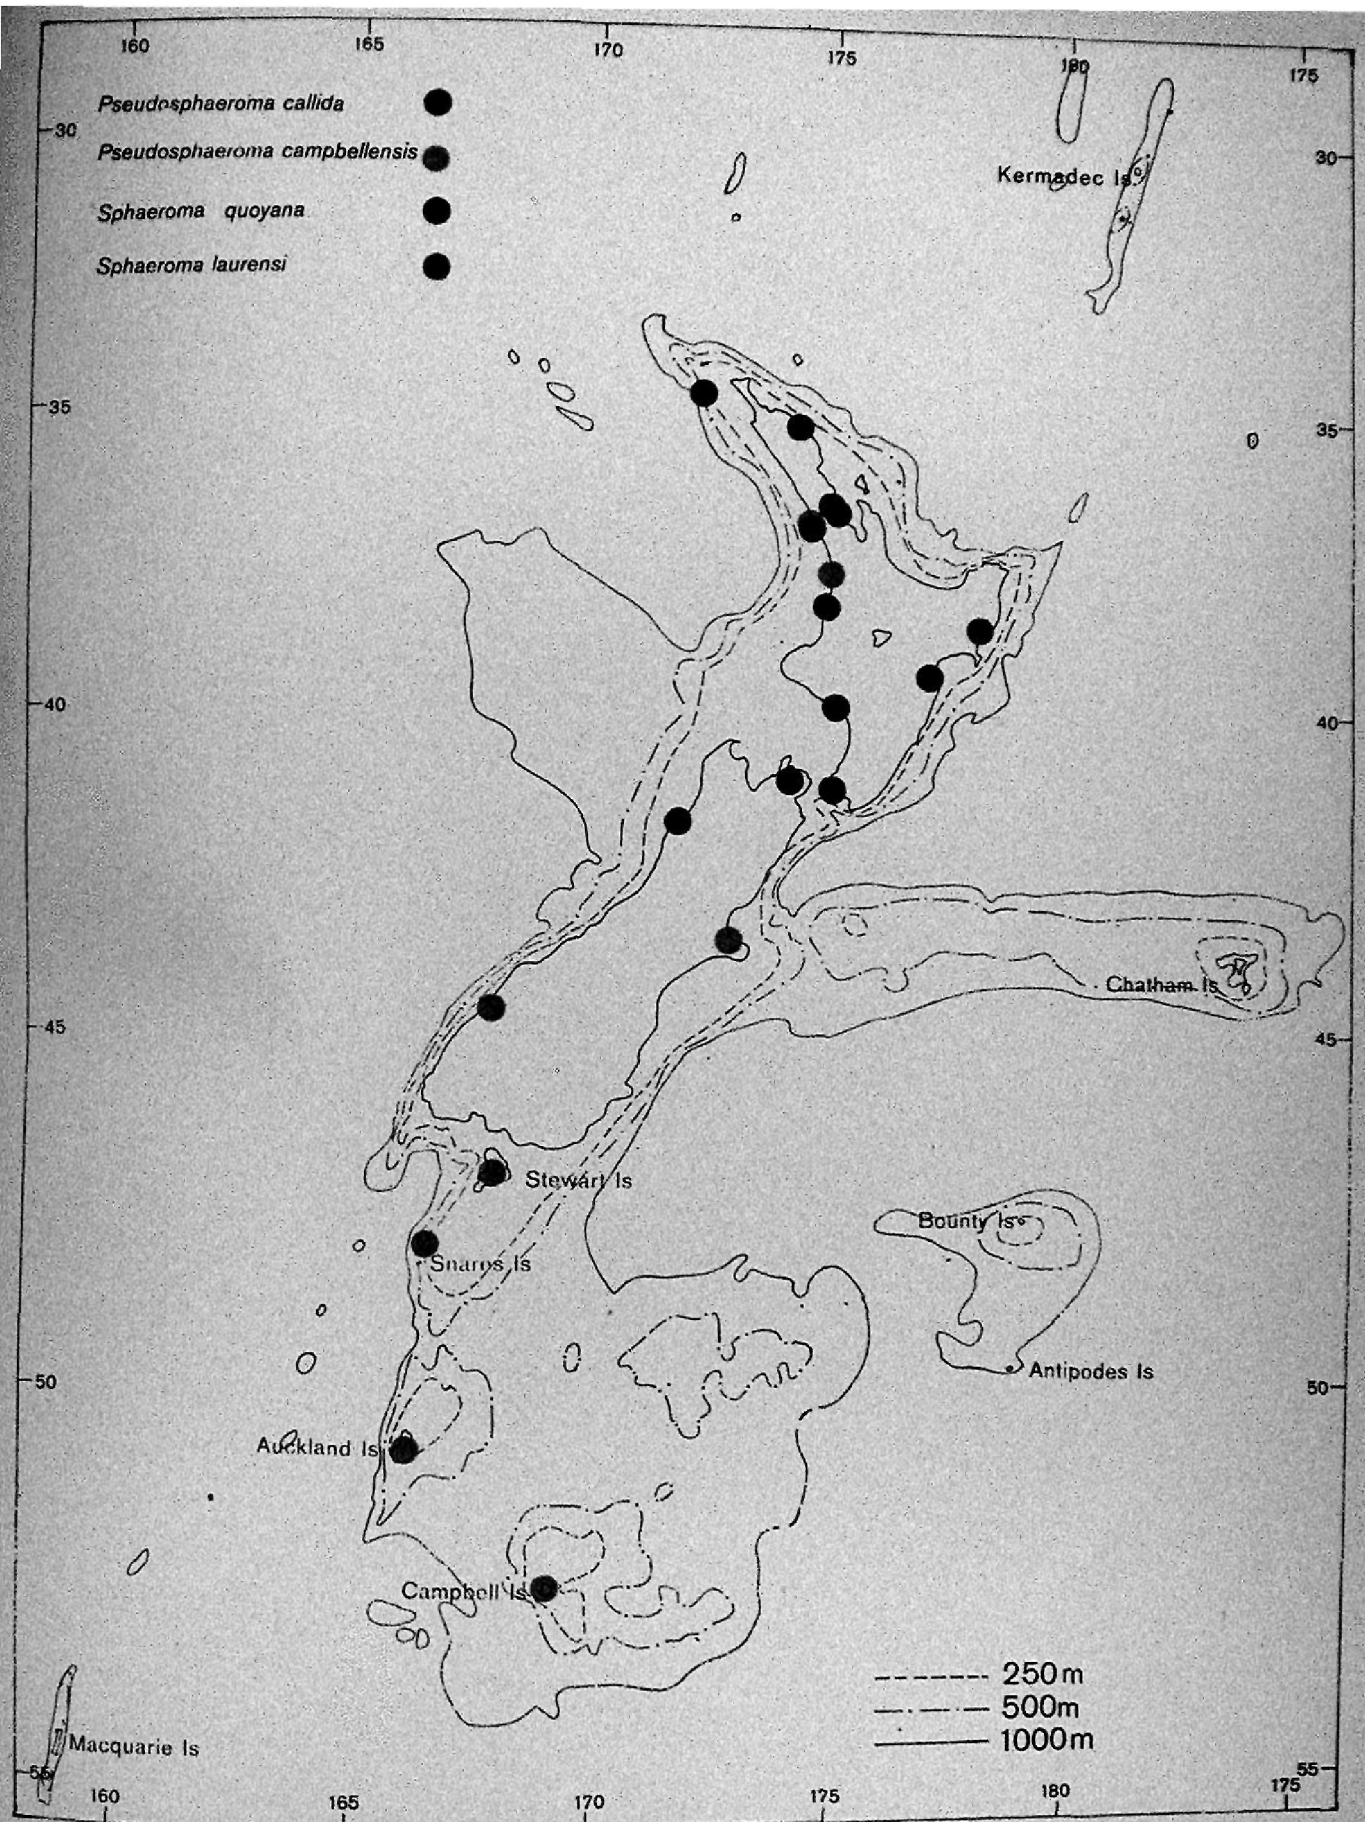 160 165 170 175 180 175
Pseudosphaeroma callida
30
Pseudosphaeroma campbellensis
30
Kermadec Is
Sphaeroma quoyana
Sphaeroma laurensi
35
35
40
40
Chatham Is
45
45
Stewart Is
Bounty Is
Snares Is
Antipodes Is
50
50
Auckland Is
Campbell Is
250m
500m
1000m
Macquarie Is
55
55
160 165 170 175 180 175